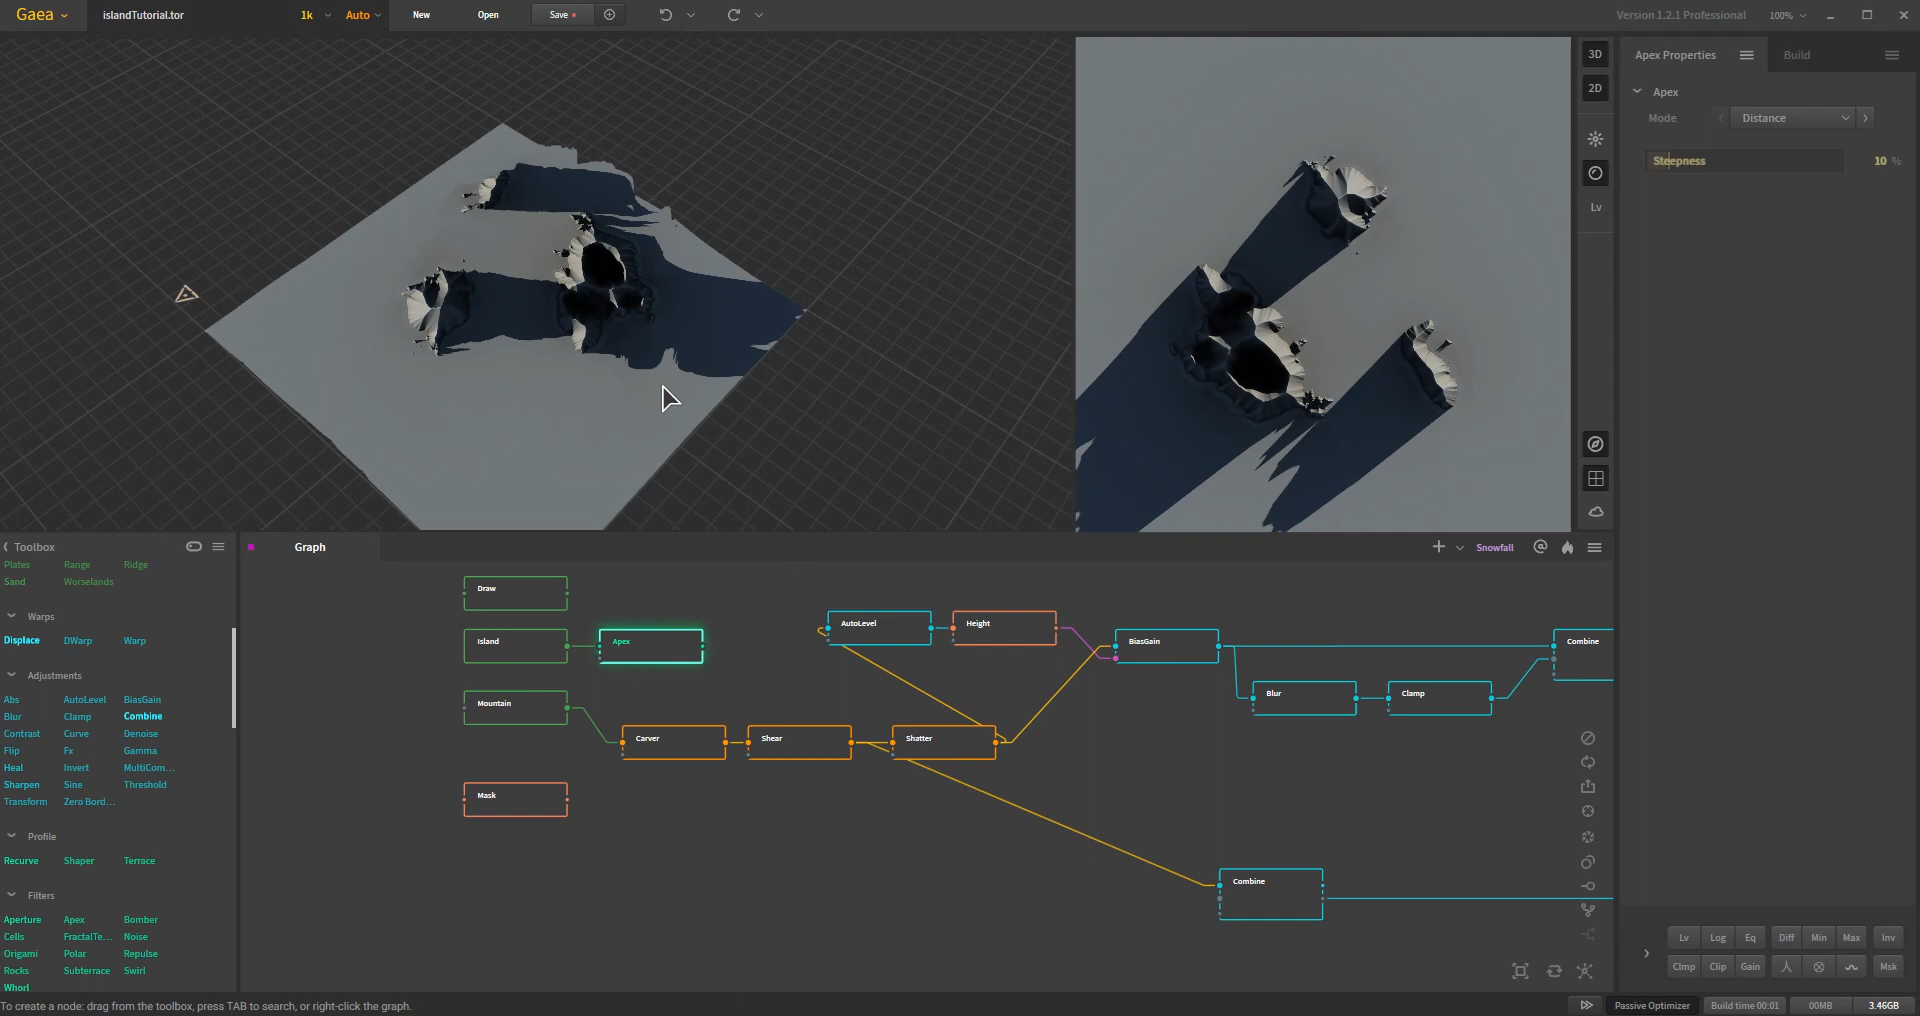 Gaea
islandTutorial.tor
1k
Auto
New
Open
Save
Version 1.2.1 Professional
100%
3D
2D
Lv
Apex Properties
Build
Apex
Mode
Distance
Steepness
10 %
Toolbox
Plates Range Ridge
Sand Worselands
Warps
Displace DWarp Warp
Adjustments
Abs AutoLevel BiasGain
Blur Clamp Combine
Contrast Curve Denoise
Flip Fx Gamma
Heal Invert MultiCom...
Sharpen Sine Threshold
Transform Zero Bord...
Profile
Recurve Shaper Terrace
Filters
Aperture Apex Bomber
Cells FractalTe... Noise
Origami Polar Repulse
Rocks Subterrace Swirl
Whorl
Graph
Snowfall
Draw
Island
Apex
AutoLevel
Height
BiasGain
Combine
Blur
Clamp
Mountain
Carver
Shear
Shatter
Mask
Combine
Lv Log Eq Diff Min Max Inv
Clmp Clip Gain Msk
To create a node: drag from the toolbox, press TAB to search, or right-click the graph.
Passive Optimizer
Build time 00:01
00MB
3.46GB